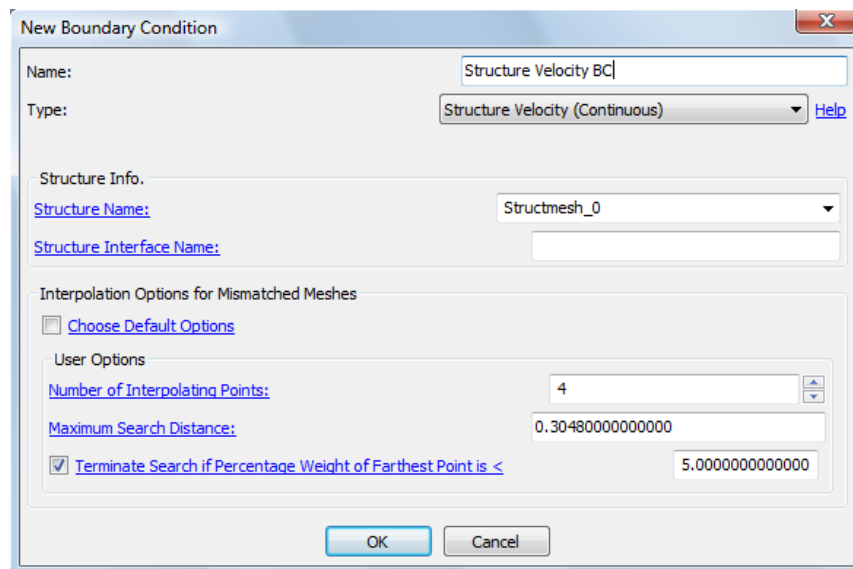 New Boundary Condition
Name: Structure Velocity BC
Type: Structure Velocity (Continuous) Help
Structure Info.
Structure Name: Structmesh_0
Structure Interface Name:
Interpolation Options for Mismatched Meshes
Choose Default Options
User Options
Number of Interpolating Points: 4
Maximum Search Distance: 0.30480000000000
Terminate Search if Percentage Weight of Farthest Point is < 5.0000000000000
OK Cancel